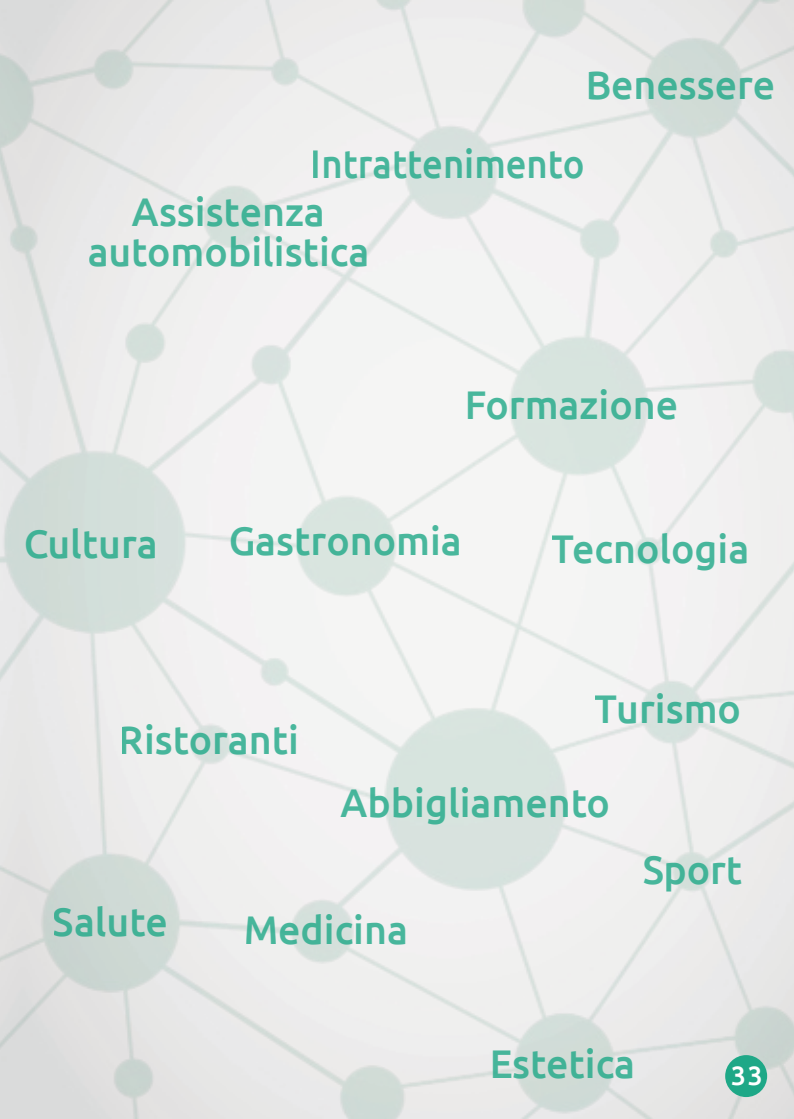 Benessere
Intrattenimento
Assistenza
automobilistica
Formazione
Cultura
Gastronomia
Tecnologia
Turismo
Ristoranti
Abbigliamento
Sport
Salute
Medicina
Estetica
33